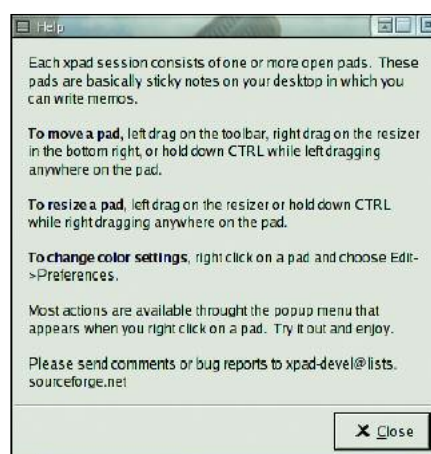 Help
Each xpad session consists of one or more open pads. These
pads are basically sticky notes on your desktop in which you
can write memos.
To move a pad, left drag on the toolbar, right drag on the resizer
in the bottom right, or hold down CTRL while left dragging
anywhere on the pad.
To resize a pad, left drag on the resizer or hold down CTRL
while right dragging anywhere on the pad.
To change color settings, right click on a pad and choose Edit-
>Preferences.
Most actions are available throught the popup menu that
appears when you right click on a pad. Try it out and enjoy.
Please send comments or bug reports to xpad-devel@lists.
sourceforge.net
Close